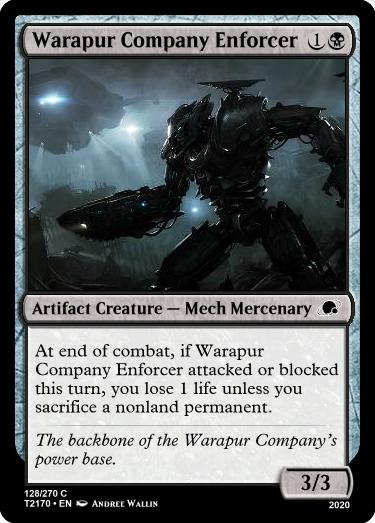 Warapur Company Enforcer 1
Artifact Creature — Mech Mercenary
At end of combat, if Warapur
Company Enforcer attacked or blocked
this turn, you lose 1 life unless you
sacrifice a nonland permanent.
The backbone of the Warapur Company's
power base.
3/3
128/270 C
T2170 • EN Andree Wallin
2020